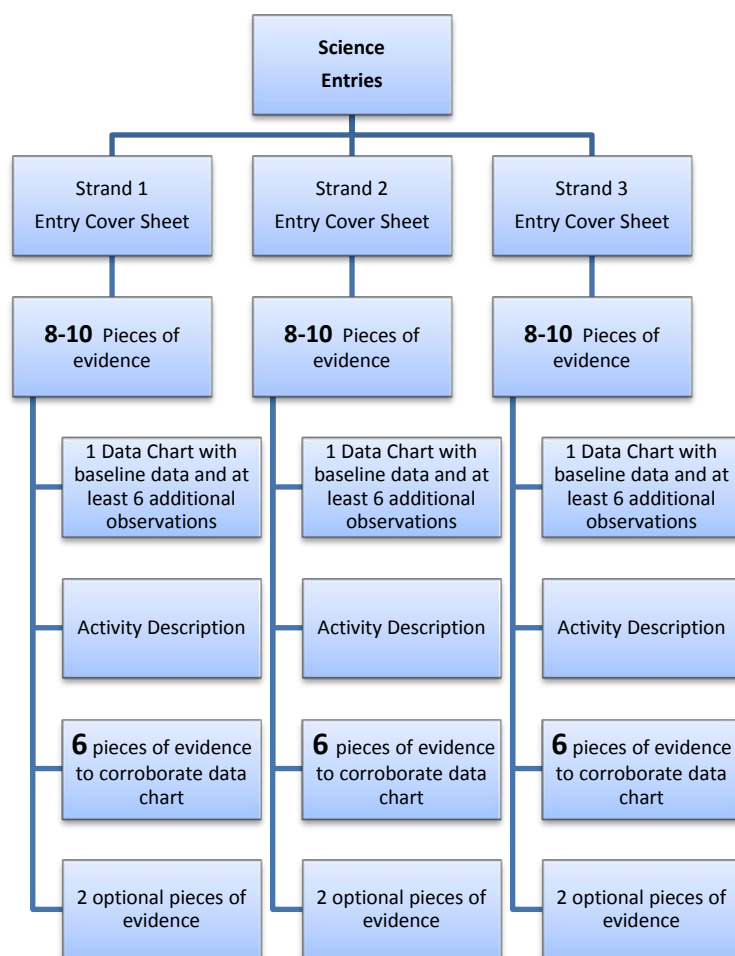 Science
Entries
Strand 1
Entry Cover Sheet
8-10 Pieces of
evidence
1 Data Chart with
baseline data and at
least 6 additional
observations
Activity Description
6 pieces of evidence
to corroborate data
chart
2 optional pieces of
evidence
Strand 2
Entry Cover Sheet
8-10 Pieces of
evidence
1 Data Chart with
baseline data and at
least 6 additional
observations
Activity Description
6 pieces of evidence
to corroborate data
chart
2 optional pieces of
evidence
Strand 3
Entry Cover Sheet
8-10 Pieces of
evidence
1 Data Chart with
baseline data and at
least 6 additional
observations
Activity Description
6 pieces of evidence
to corroborate data
chart
2 optional pieces of
evidence